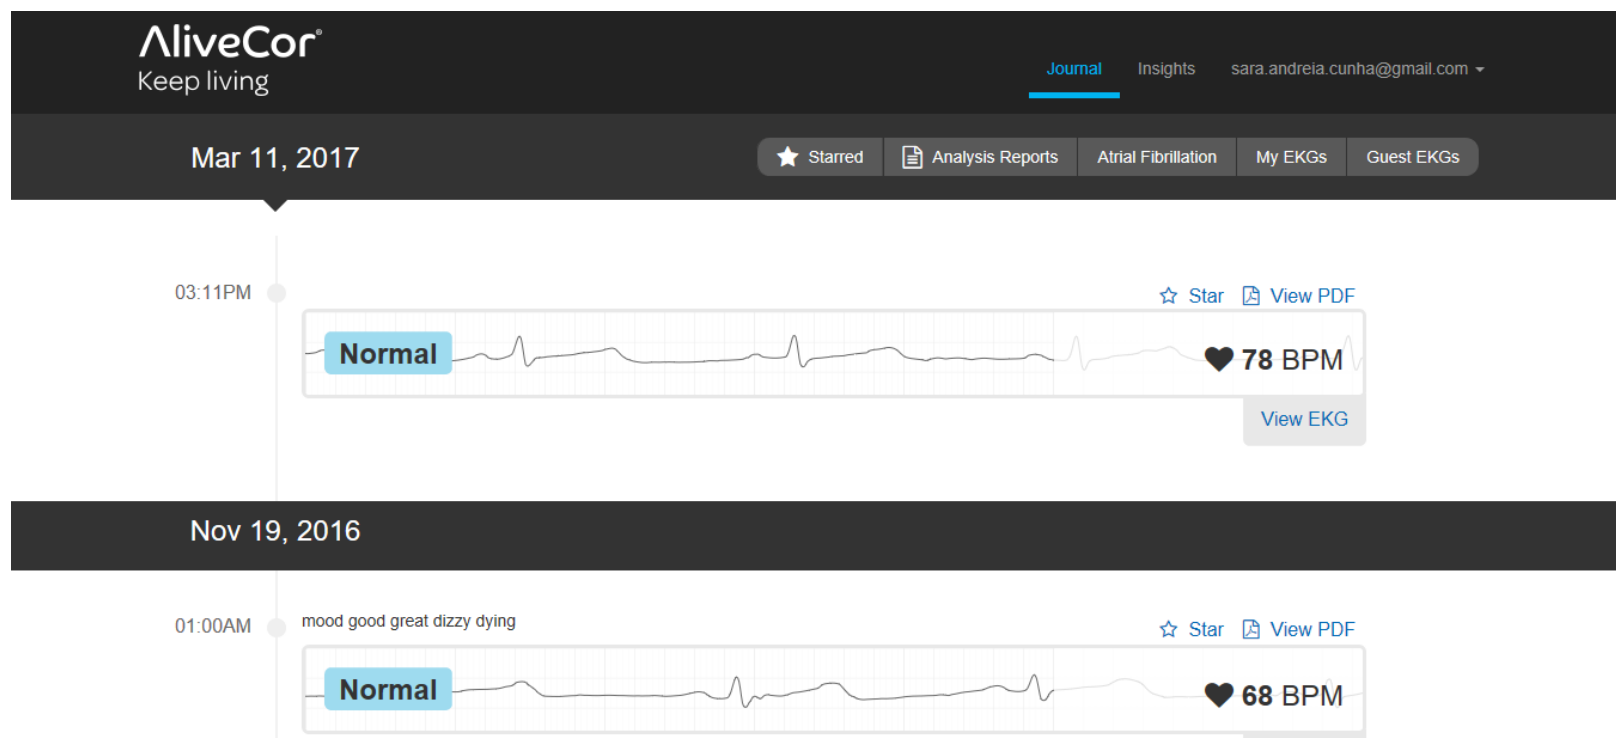 AliveCor®
Keep living
Journal Insights sara.andreia.cunha@gmail.com
Mar 11, 2017
Starred Analysis Reports Atrial Fibrillation My EKGs Guest EKGs
03:11PM
Star View PDF
Normal
78 BPM
View EKG
Nov 19, 2016
01:00AM
mood good great dizzy dying
Star View PDF
Normal
68 BPM